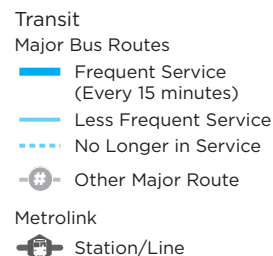 Transit
Major Bus Routes
Frequent Service
(Every 15 minutes)
Less Frequent Service
No Longer in Service
# Other Major Route
Metrolink
Station/Line